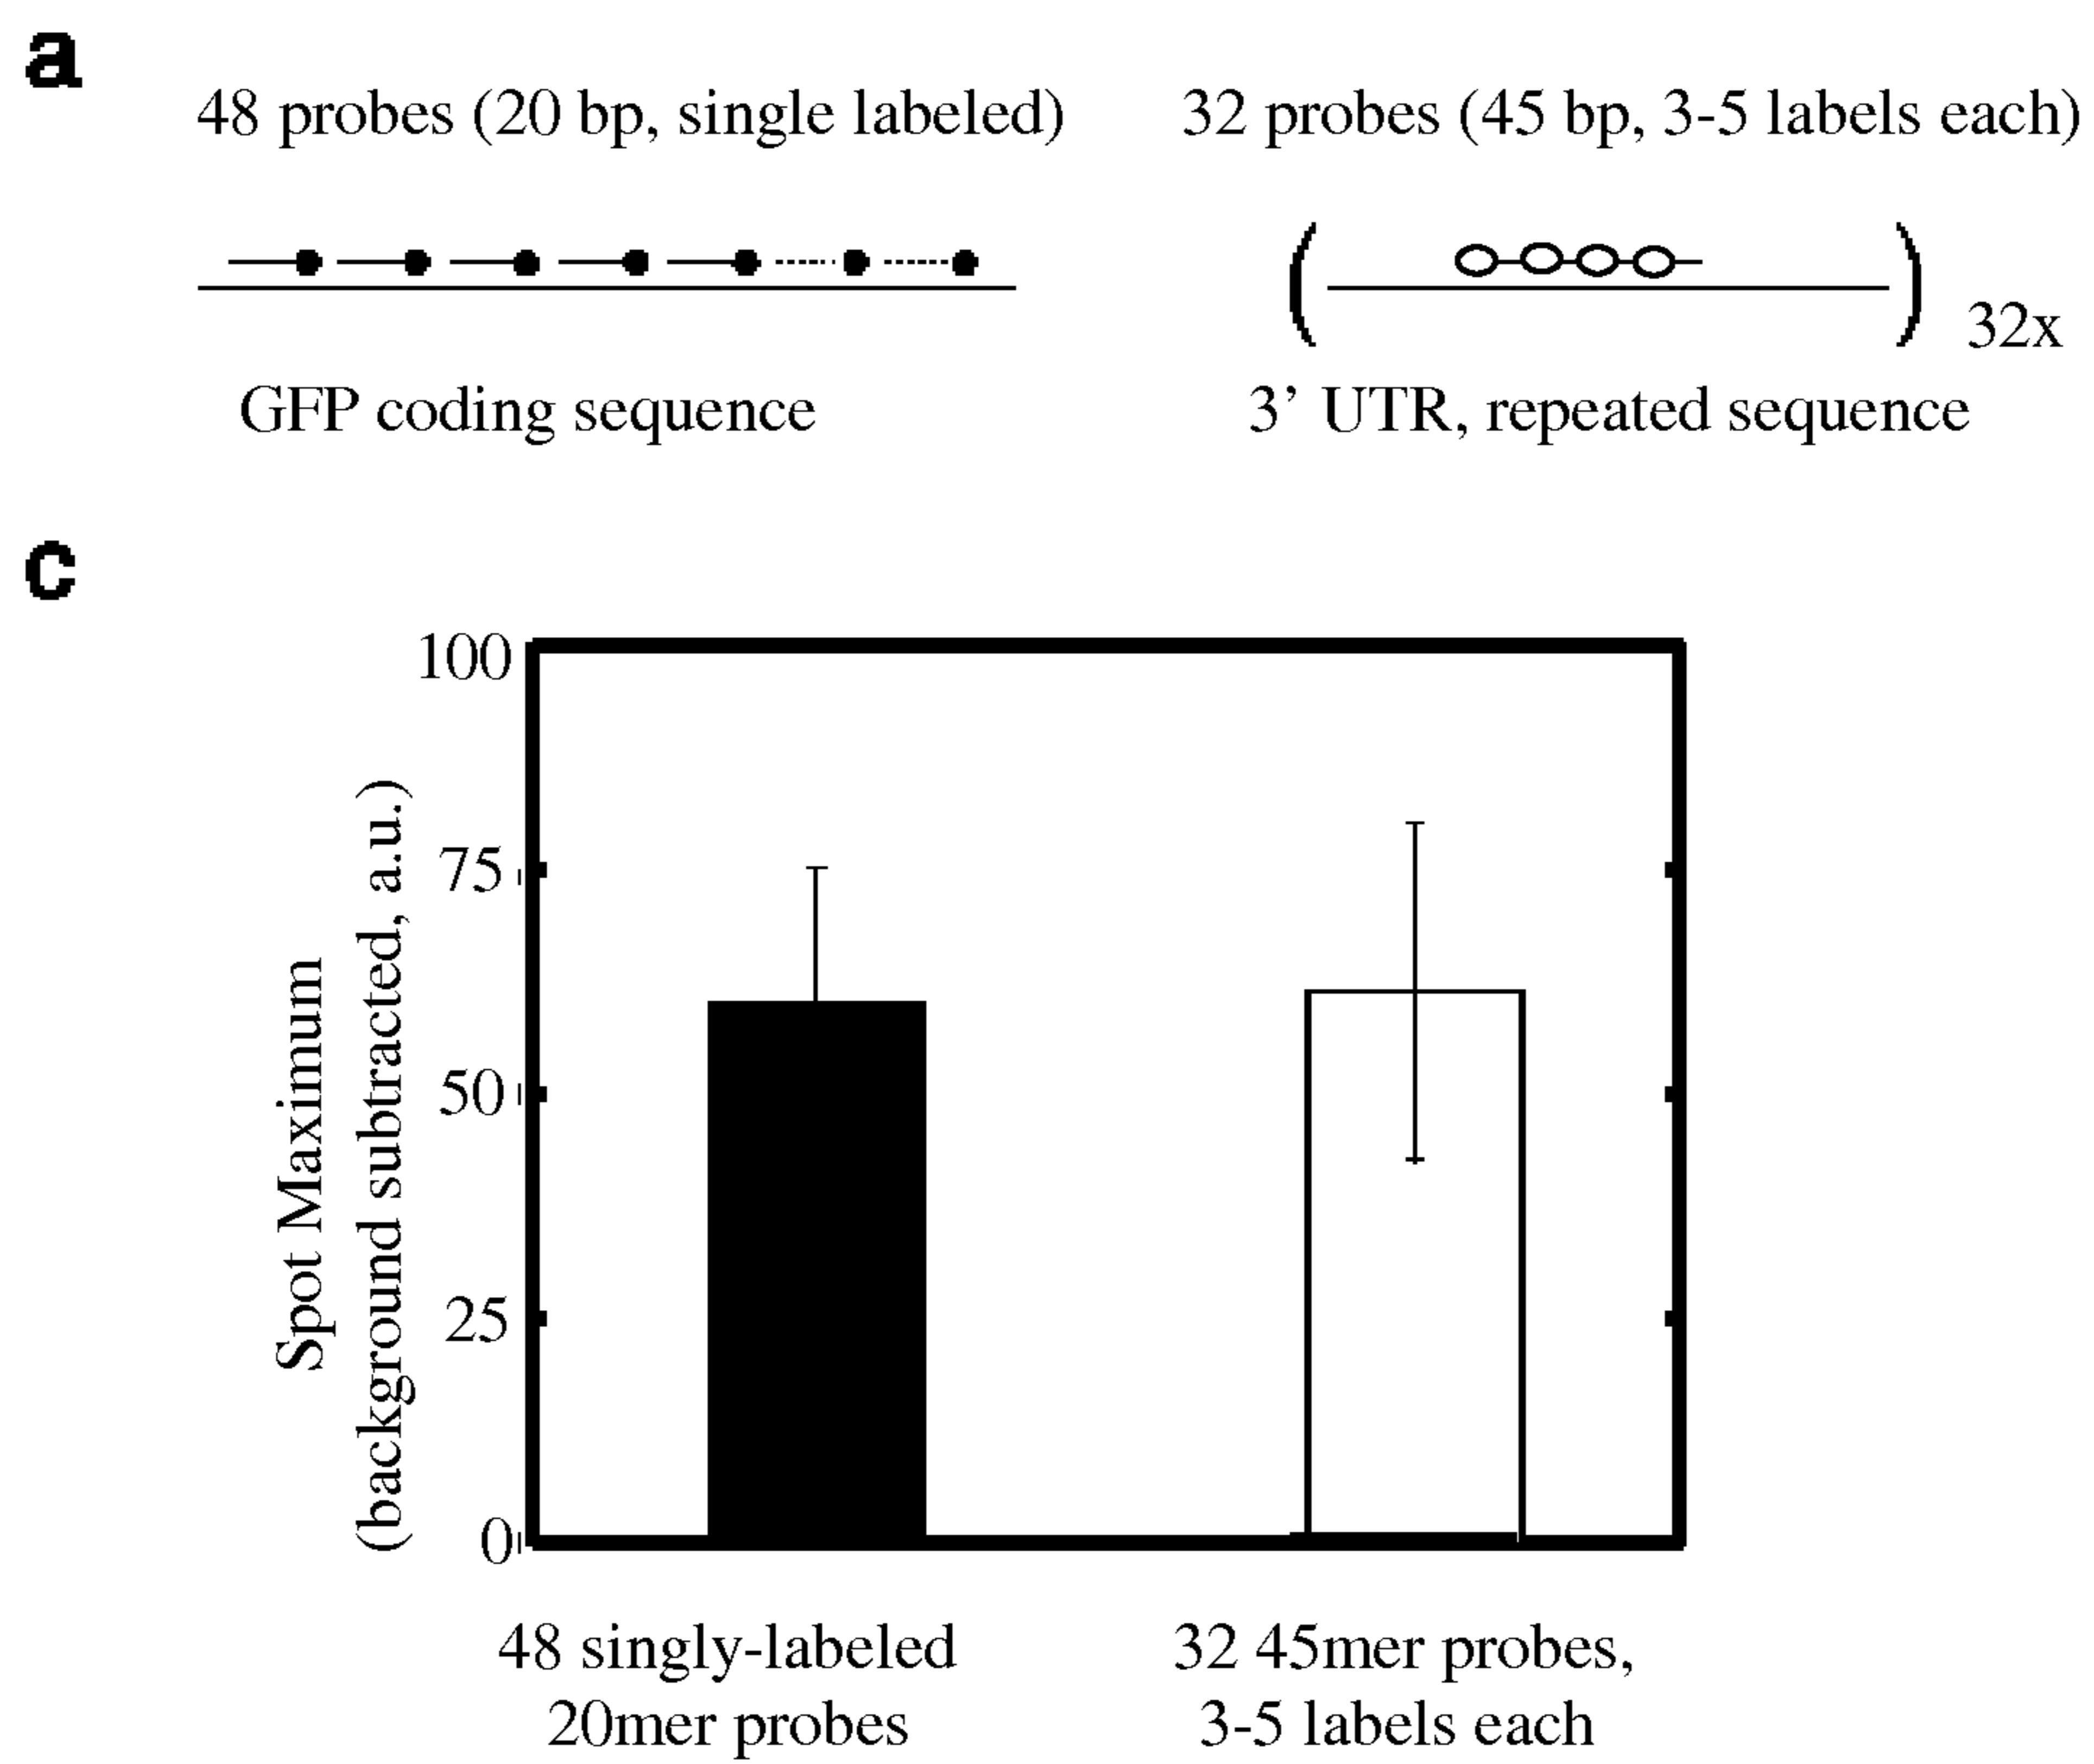 a
48 probes (20 bp, single labeled)
32 probes (45 bp, 3-5 labels each)
32x
GFP coding sequence
3’ UTR, repeated sequence
c
100
75
50
25
0
Spot Maximum
(background subtracted, a.u.)
48 singly-labeled
20mer probes
32 45mer probes,
3-5 labels each